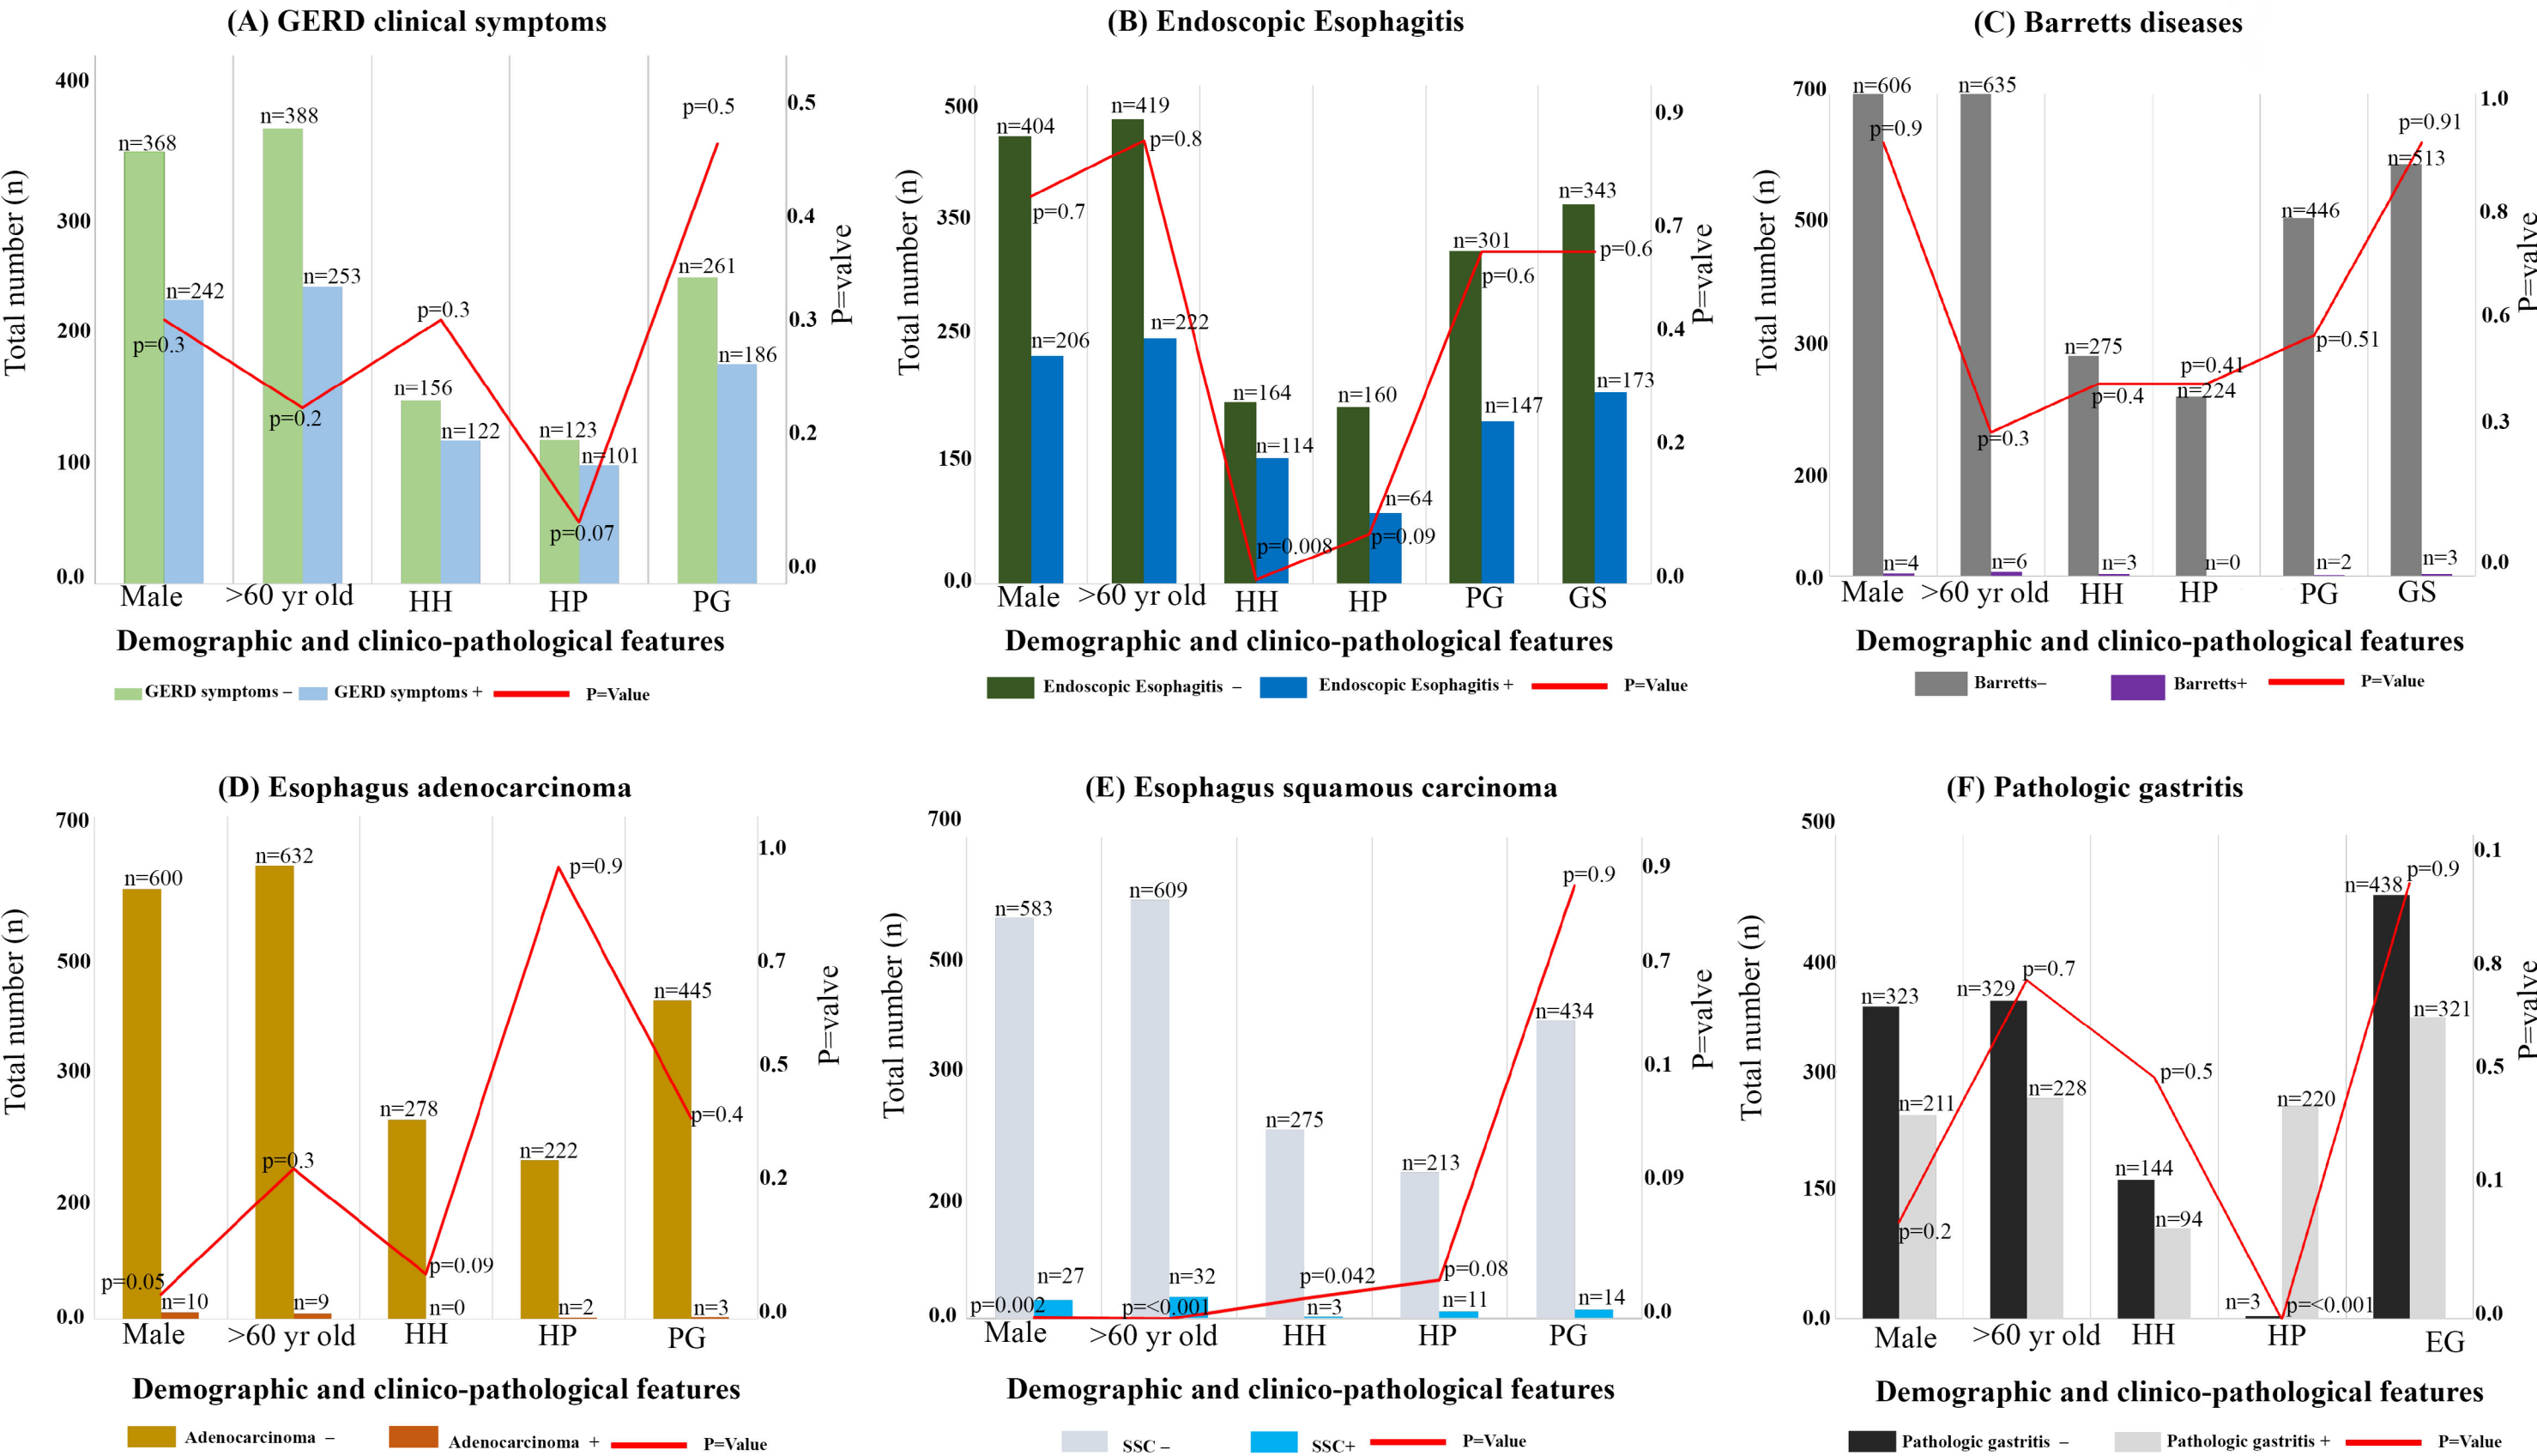 (A) GERD clinical symptoms
400
300
200
100
0.0
Total number (n)
n=368
n=242
p=0.3
n=388
n=253
p=0.2
n=156
n=122
p=0.3
n=123
n=101
p=0.07
n=261
n=186
p=0.5
0.5
0.4
0.3
0.2
0.0
P=valve
Male >60 yr old HH HP PG
Demographic and clinico-pathological features
GERD symptoms – GERD symptoms + P=Value
(B) Endoscopic Esophagitis
500
350
250
150
0.0
Total number (n)
n=404
n=206
p=0.7
n=419
n=222
p=0.8
n=164
n=114
p=0.008
n=160
n=64
p=0.09
n=301
n=147
p=0.6
n=343
n=173
p=0.6
0.9
0.7
0.4
0.2
0.0
P=valve
Male >60 yr old HH HP PG GS
Demographic and clinico-pathological features
Endoscopic Esophagitis – Endoscopic Esophagitis + P=Value
(C) Barretts diseases
700
500
300
200
0.0
Total number (n)
n=606
n=4
p=0.9
n=635
n=6
p=0.3
n=275
n=3
p=0.4
n=224
n=0
p=0.41
n=446
n=2
p=0.51
n=513
n=3
p=0.91
1.0
0.8
0.6
0.3
0.0
P=valve
Male >60 yr old HH HP PG GS
Demographic and clinico-pathological features
Barretts– Barretts+ P=Value
(D) Esophagus adenocarcinoma
700
500
300
200
0.0
Total number (n)
n=600
n=10
p=0.05
n=632
n=9
p=0.3
n=278
n=0
p=0.09
n=222
n=2
p=0.9
n=445
n=3
p=0.4
1.0
0.7
0.5
0.2
0.0
P=valve
Male >60 yr old HH HP PG
Demographic and clinico-pathological features
Adenocarcinoma – Adenocarcinoma + P=Value
(E) Esophagus squamous carcinoma
700
500
300
200
0.0
Total number (n)
n=583
n=27
p=0.002
n=609
n=32
p=<0.001
n=275
n=3
p=0.042
n=213
n=11
p=0.08
n=434
n=14
p=0.9
0.9
0.7
0.1
0.09
0.0
P=valve
Male >60 yr old HH HP PG
Demographic and clinico-pathological features
SSC – SSC+ P=Value
(F) Pathologic gastritis
500
400
300
150
0.0
Total number (n)
n=323
n=211
p=0.2
n=329
n=228
p=0.7
n=144
n=94
p=0.5
n=3
n=220
p=<0.001
n=438
n=321
p=0.9
0.1
0.8
0.5
0.1
0.0
P=valve
Male >60 yr old HH HP EG
Demographic and clinico-pathological features
Pathologic gastritis – Pathologic gastritis + P=Value